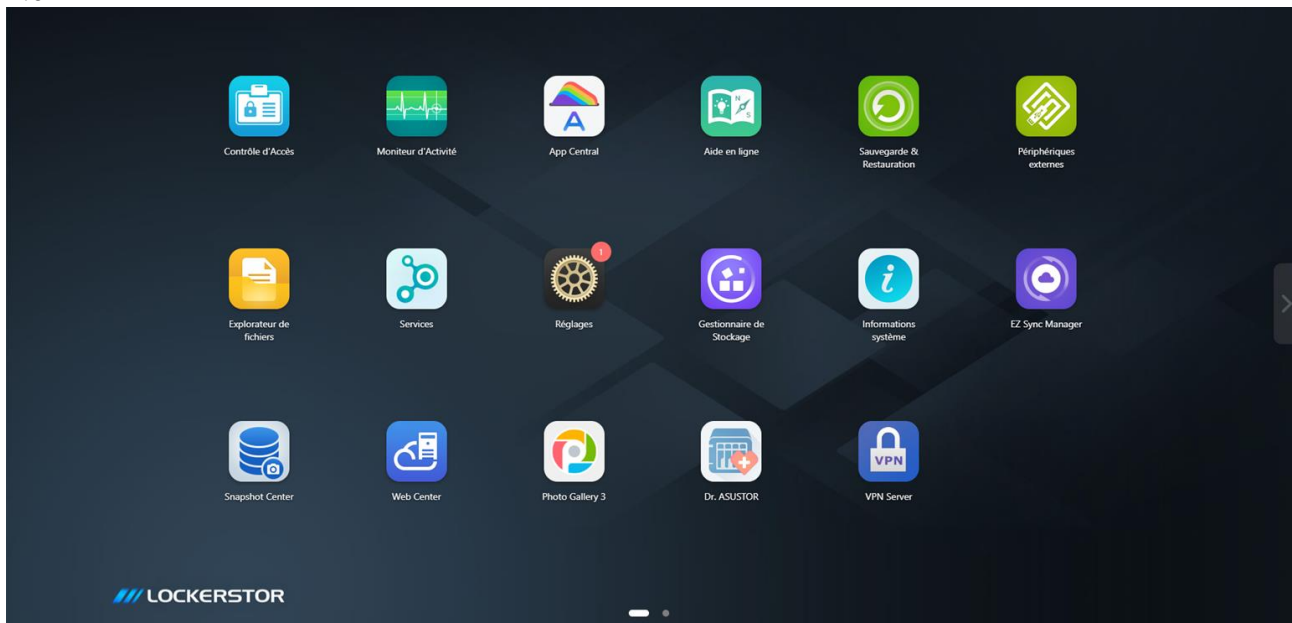 Contrôle d'Accès
Moniteur d'Activité
A
App Central
N
S
Aide en ligne
Sauvegarde &
Restauration
Périphériques
externes
Explorateur de
fichiers
Services
1
Réglages
Gestionnaire de
Stockage
i
Informations
système
EZ Sync Manager
Snapshot Center
Web Center
Photo Gallery 3
Dr. ASUSTOR
VPN
VPN Server
LOCKERSTOR